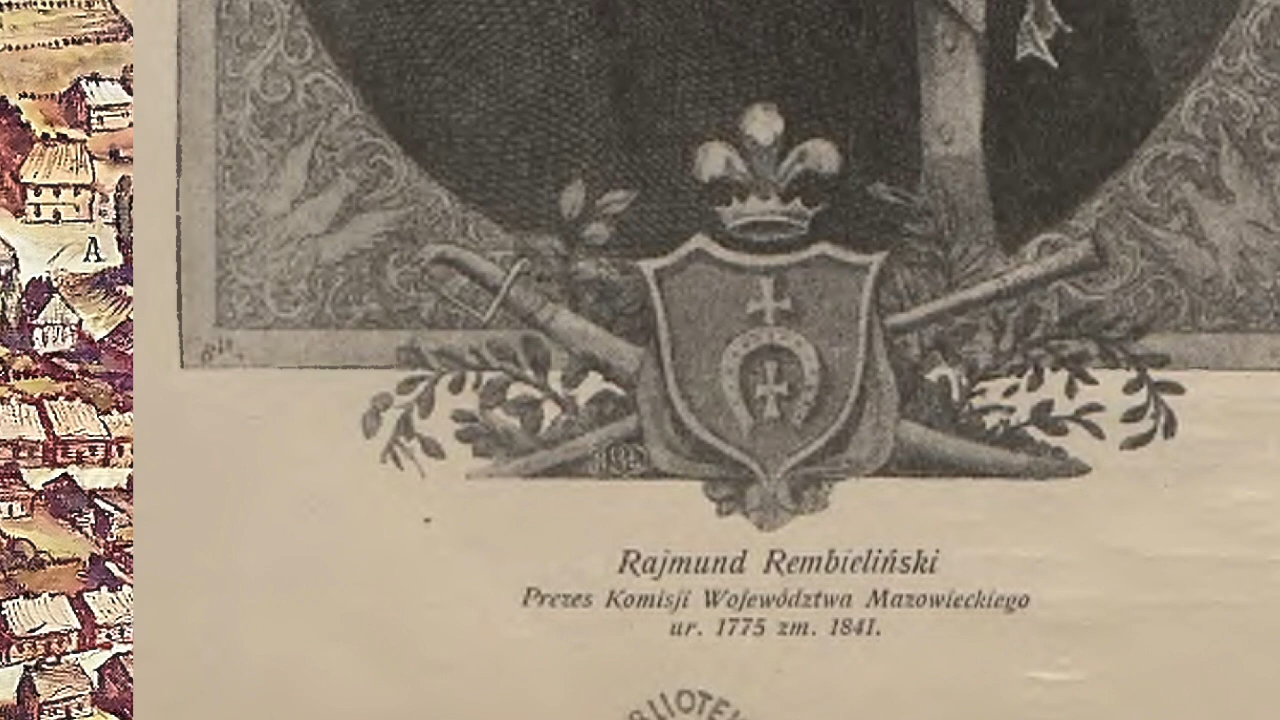 A
Rajmund Rembieliński
Prezes Komisji Województwa Mazowieckiego
ur. 1775 zm. 1841.